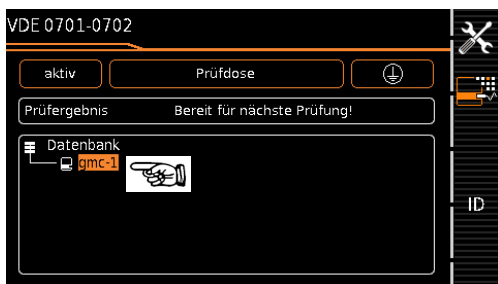 VDE 0701-0702
aktiv
Prüfdose
Prüfergebnis Bereit für nächste Prüfung!
Datenbank
gmc-1
ID